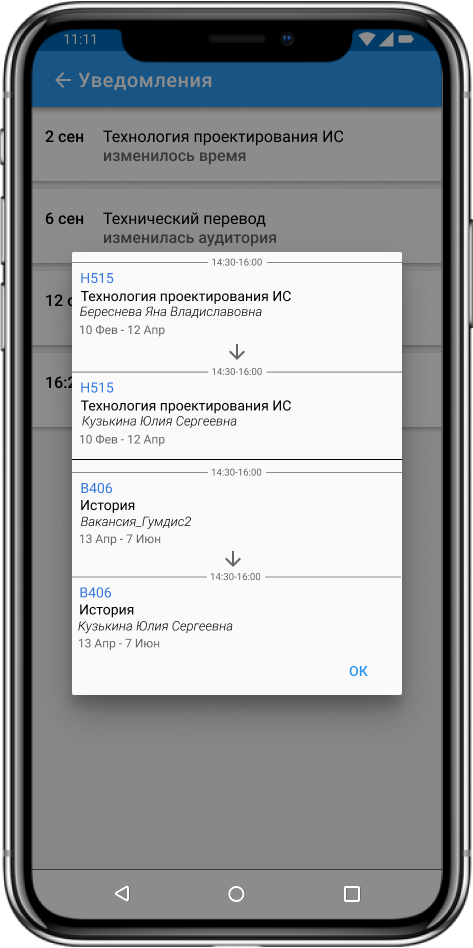 11:11
Уведомления
2 сен Технология проектирования ИС
изменилось время
6 сен Технический перевод
изменилась аудитория
12
16:2
14:30-16:00
Н515
Технология проектирования ИС
Береснева Яна Владиславовна
10 Фев - 12 Апр
14:30-16:00
Н515
Технология проектирования ИС
Кузькина Юлия Сергеевна
10 Фев - 12 Апр
14:30-16:00
В406
История
Вакансия_Гумдис2
13 Апр - 7 Июн
14:30-16:00
В406
История
Кузькина Юлия Сергеевна
13 Апр - 7 Июн
ОК